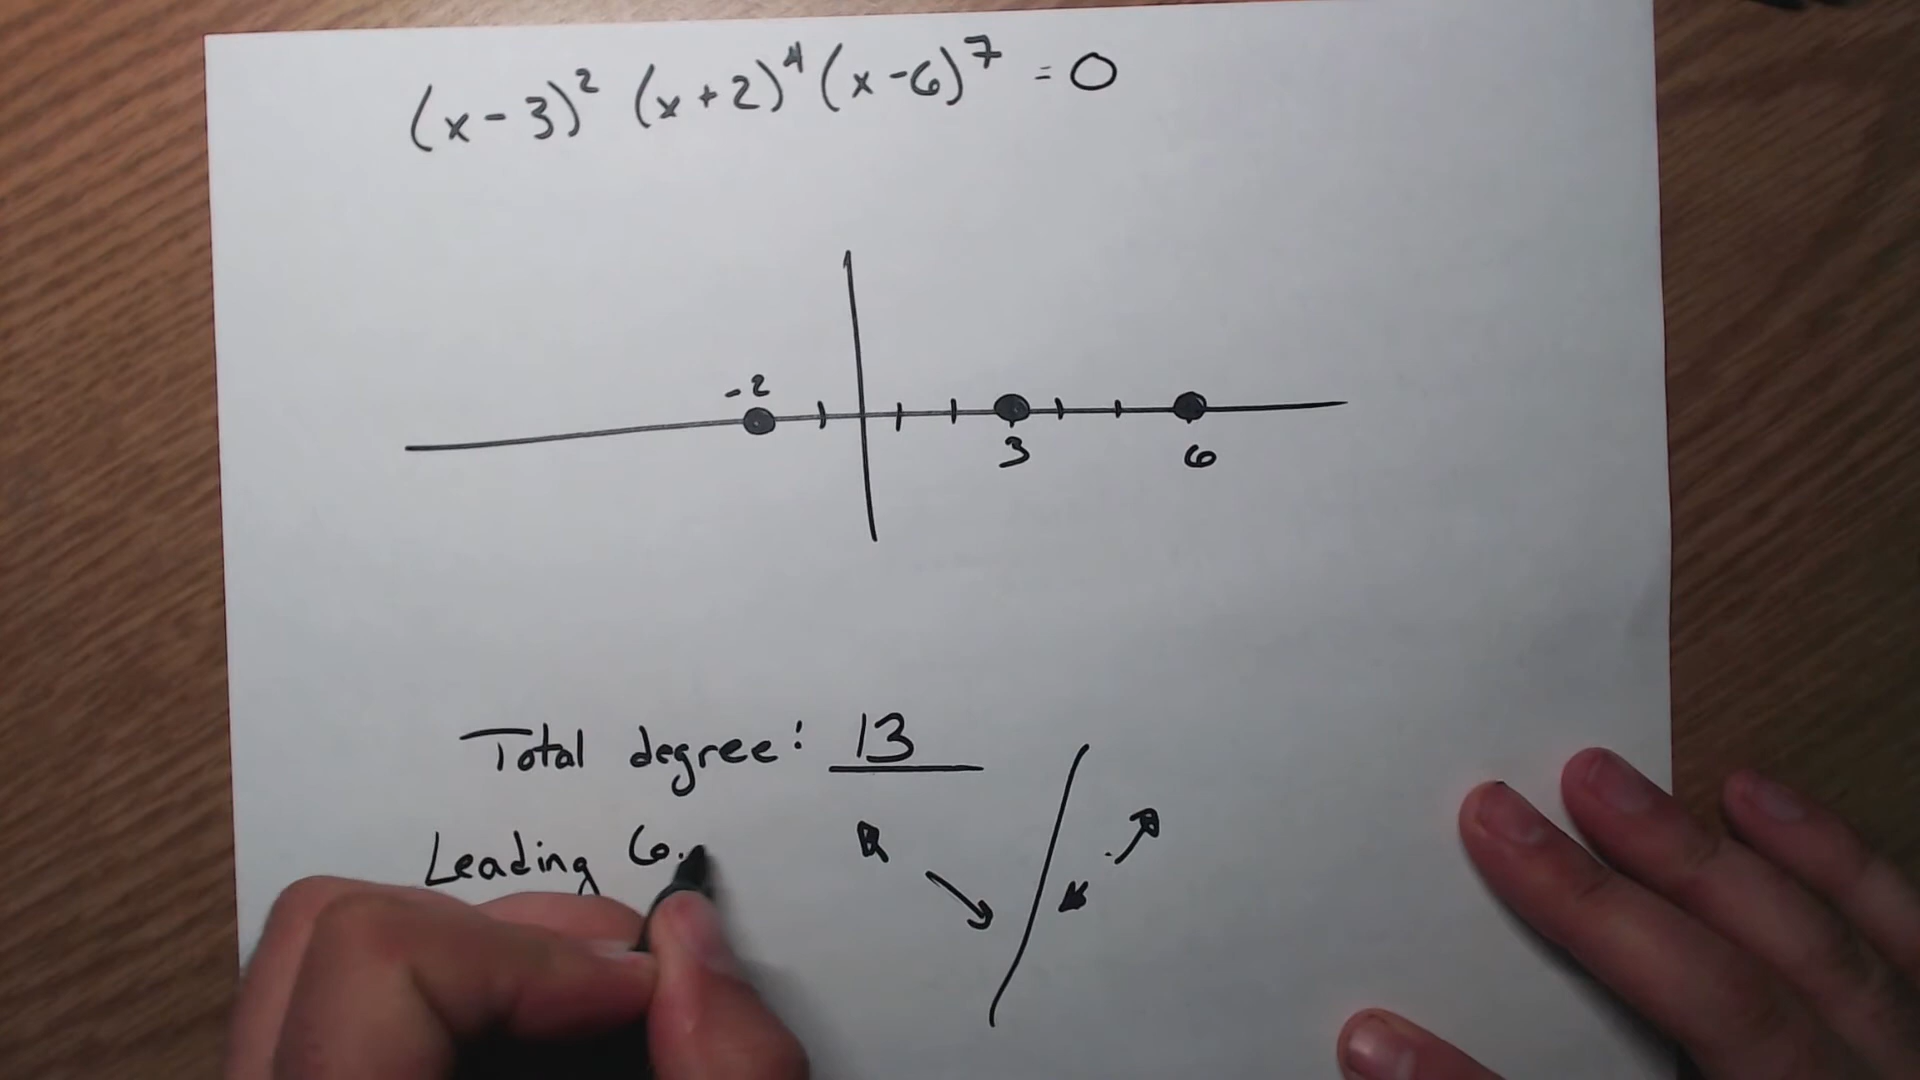 (x-3)² (x+2)⁴ (x-6)⁷ = 0
-2
3 6
Total degree: 13
Leading Co.